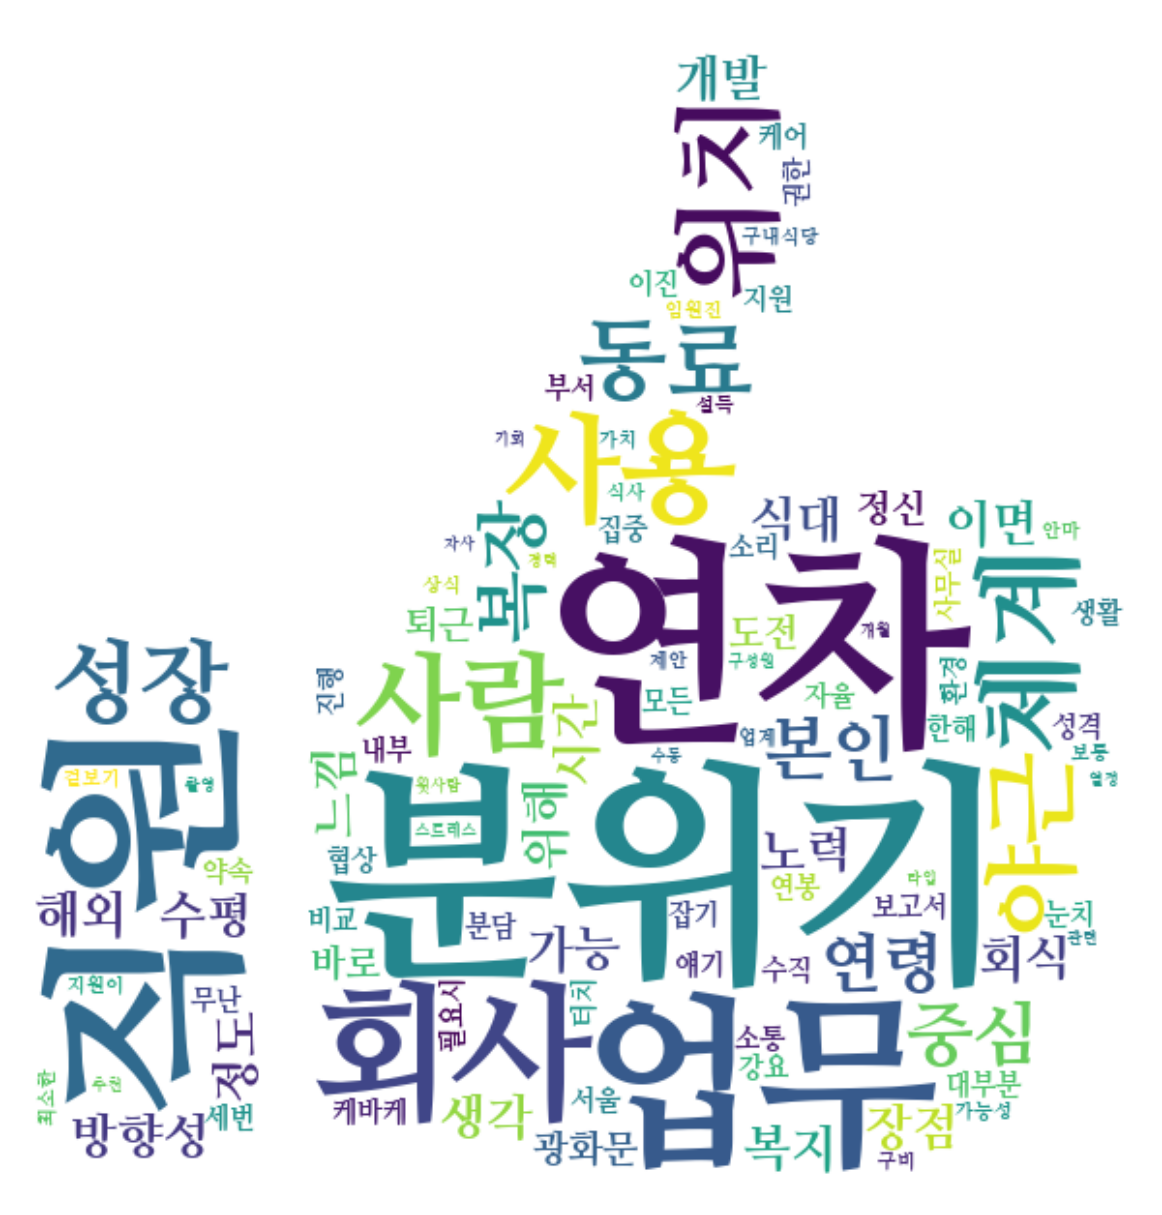 개발
위치
케어
권한
구내식당
이진
지원
임원진
동료
부서
설득
사용
기회
가치
식사
집중
식대
정신
이면
안마
복장
자사
경력
소리
사무실
체계
상식
퇴근
연차
도전
개월
생활
제안
구성원
환경
성장
진행
사람
시간
모든
자율
한해
성격
내부
수동
업계
본인
보통
열정
직원
겉보기
촬영
느낌
윗사람
스트레스
위해
분위기
야근
협상
노력
연봉
타입
약속
해외
수평
비교
분담
잡기
보고서
눈치
관련
바로
가능
얘기
수직
연령
회식
지원이
무난
정도
회사
필요시
터치
업무
소통
강요
중심
대부분
최소한
추천
세번
방향성
케바케
생각
서울
광화문
복지
장점
가능성
구비